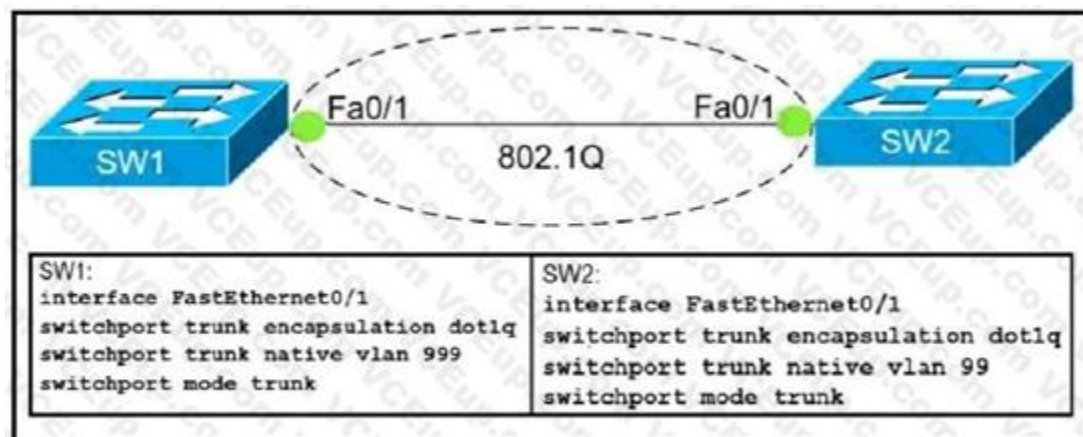 Fa0/1
Fa0/1
SW1
802.1Q
SW2
SW1:
interface FastEthernet0/1
switchport trunk encapsulation dot1q
switchport trunk native vlan 999
switchport mode trunk
SW2:
interface FastEthernet0/1
switchport trunk encapsulation dot1q
switchport trunk native vlan 99
switchport mode trunk
VCEup.com